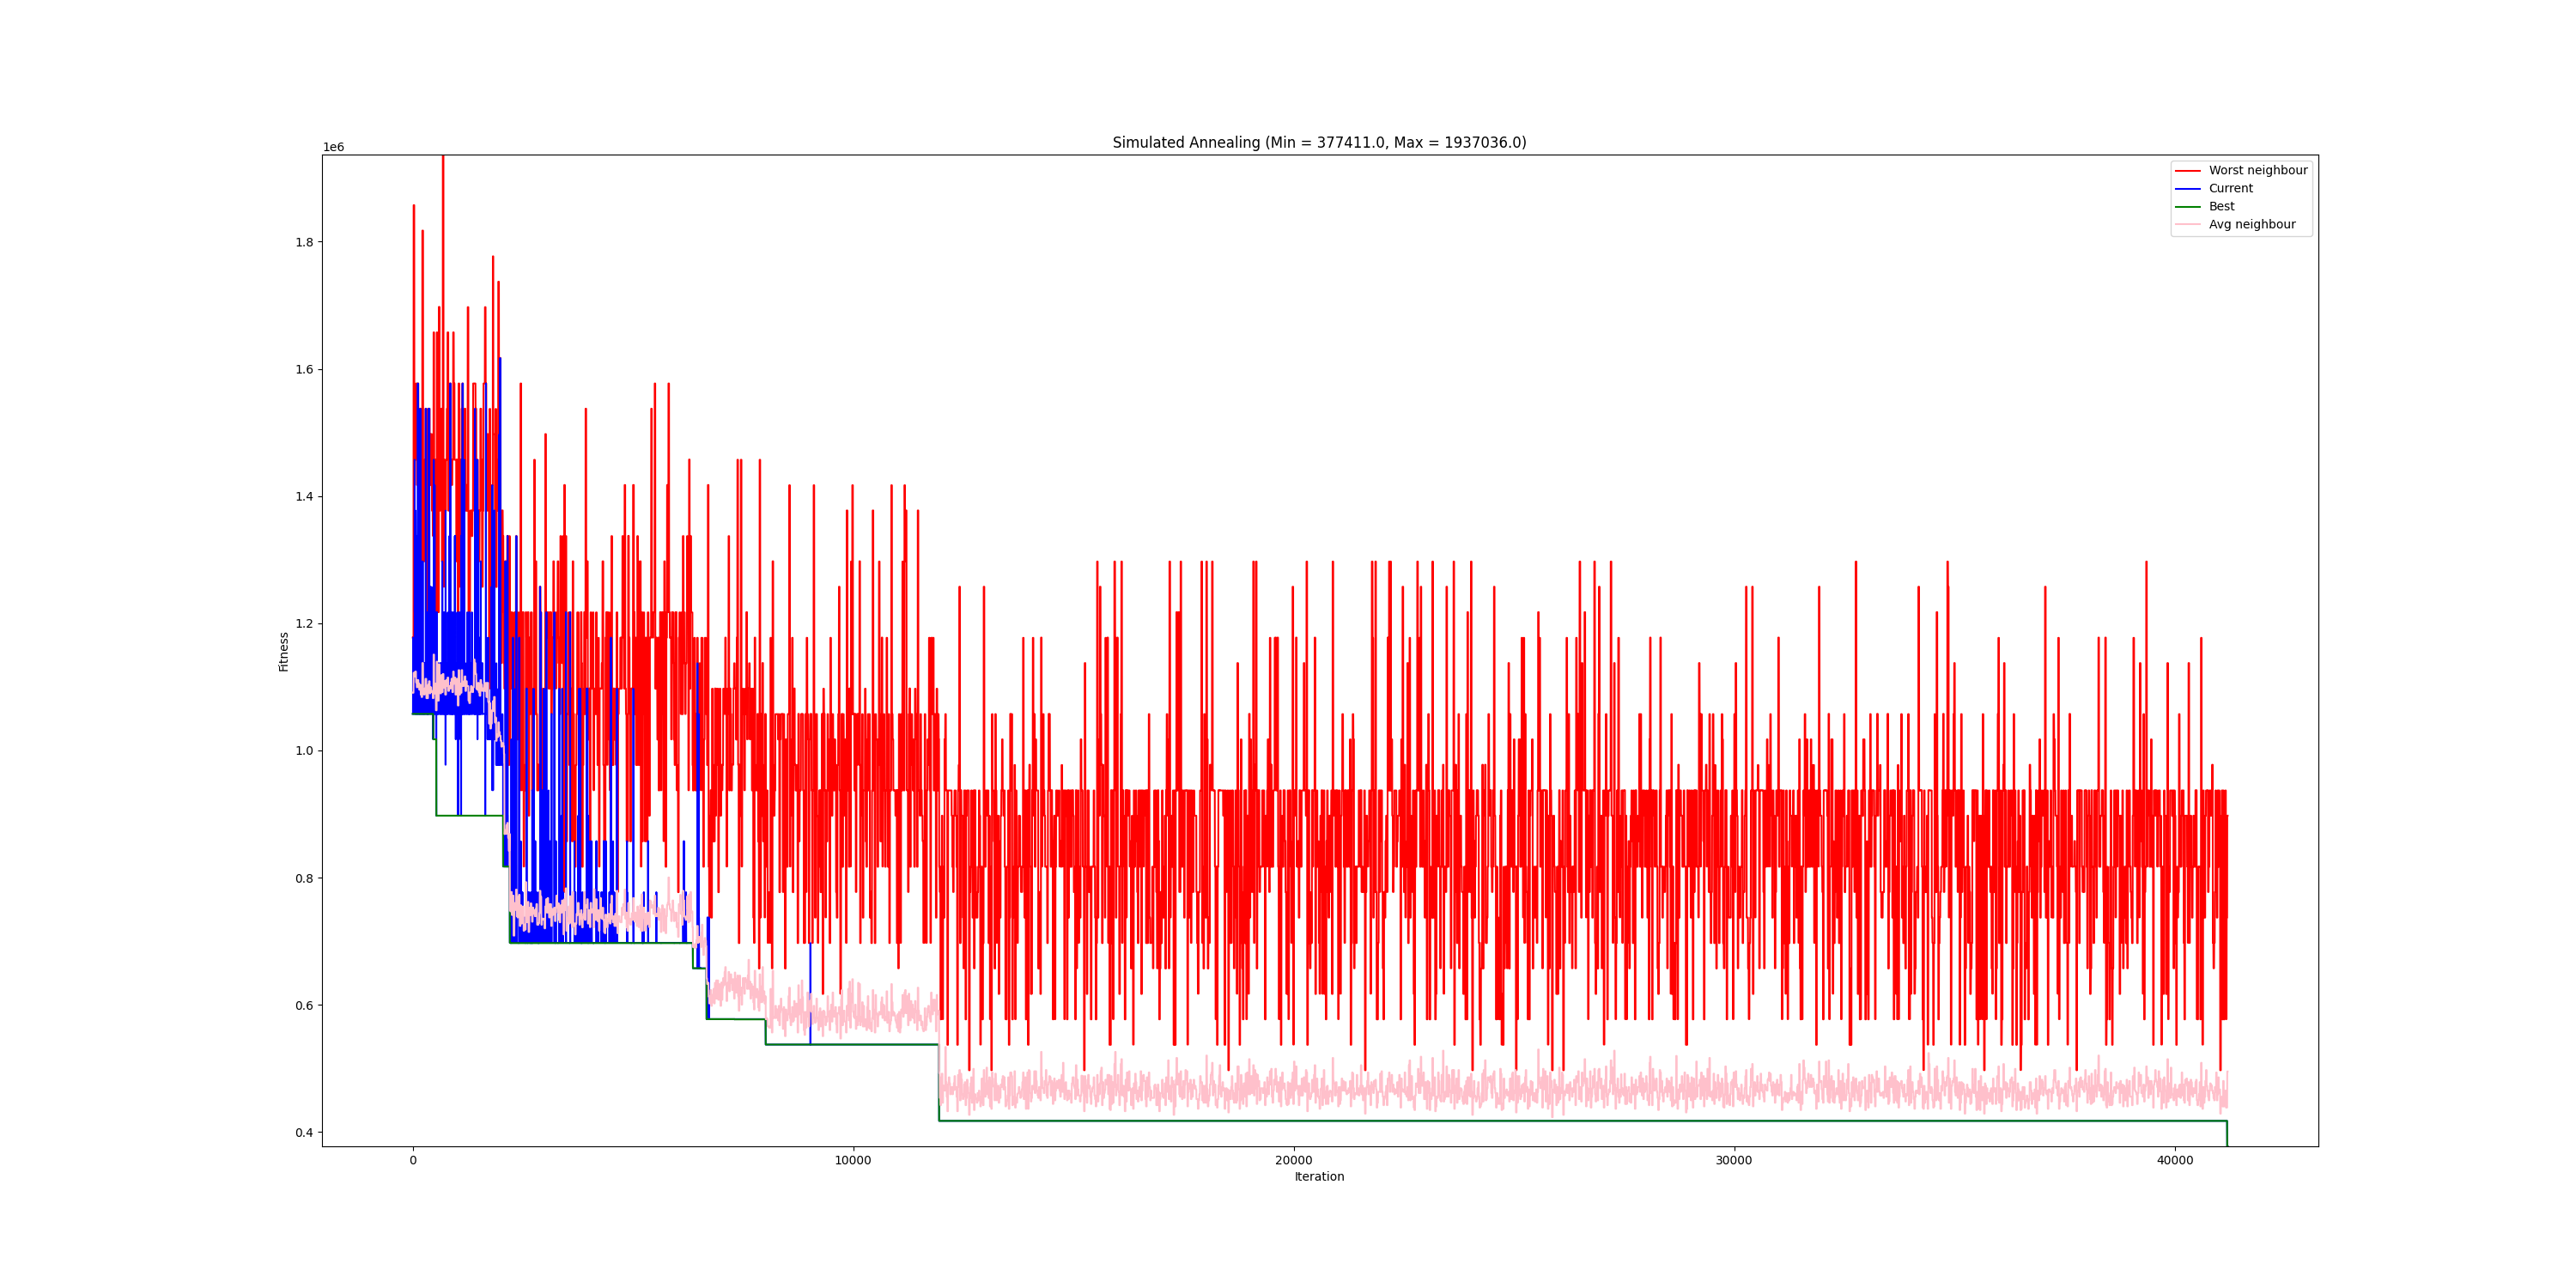 Simulated Annealing (Min = 377411.0, Max = 1937036.0)
1e6
Worst neighbour
Current
Best
Avg neighbour
1.8
1.6
1.4
1.2
1.0
0.8
0.6
0.4
Fitness
0
10000
20000
30000
40000
Iteration